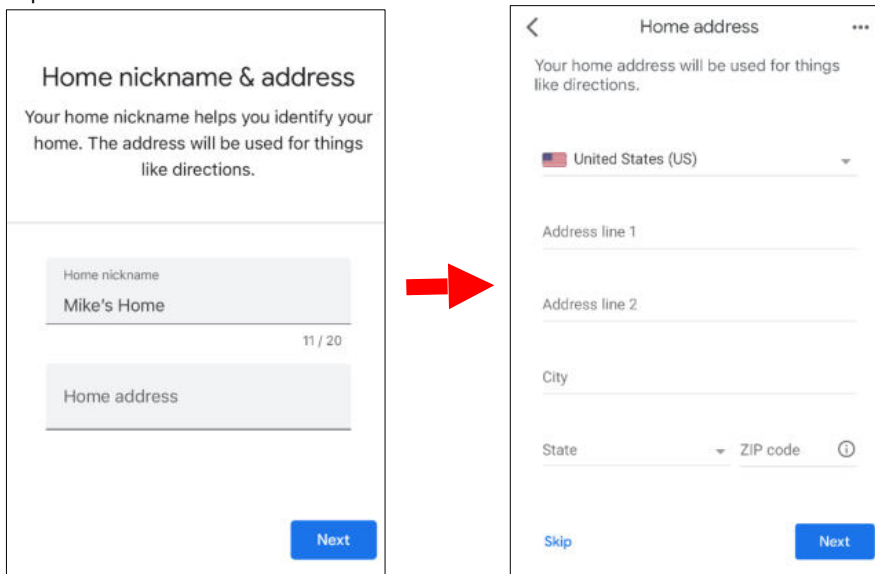 Home nickname & address
Your home nickname helps you identify your
home. The address will be used for things
like directions.
Home nickname
Mike's Home
11 / 20
Home address
Next
Home address
Your home address will be used for things
like directions.
United States (US)
Address line 1
Address line 2
City
State
ZIP code
Skip
Next